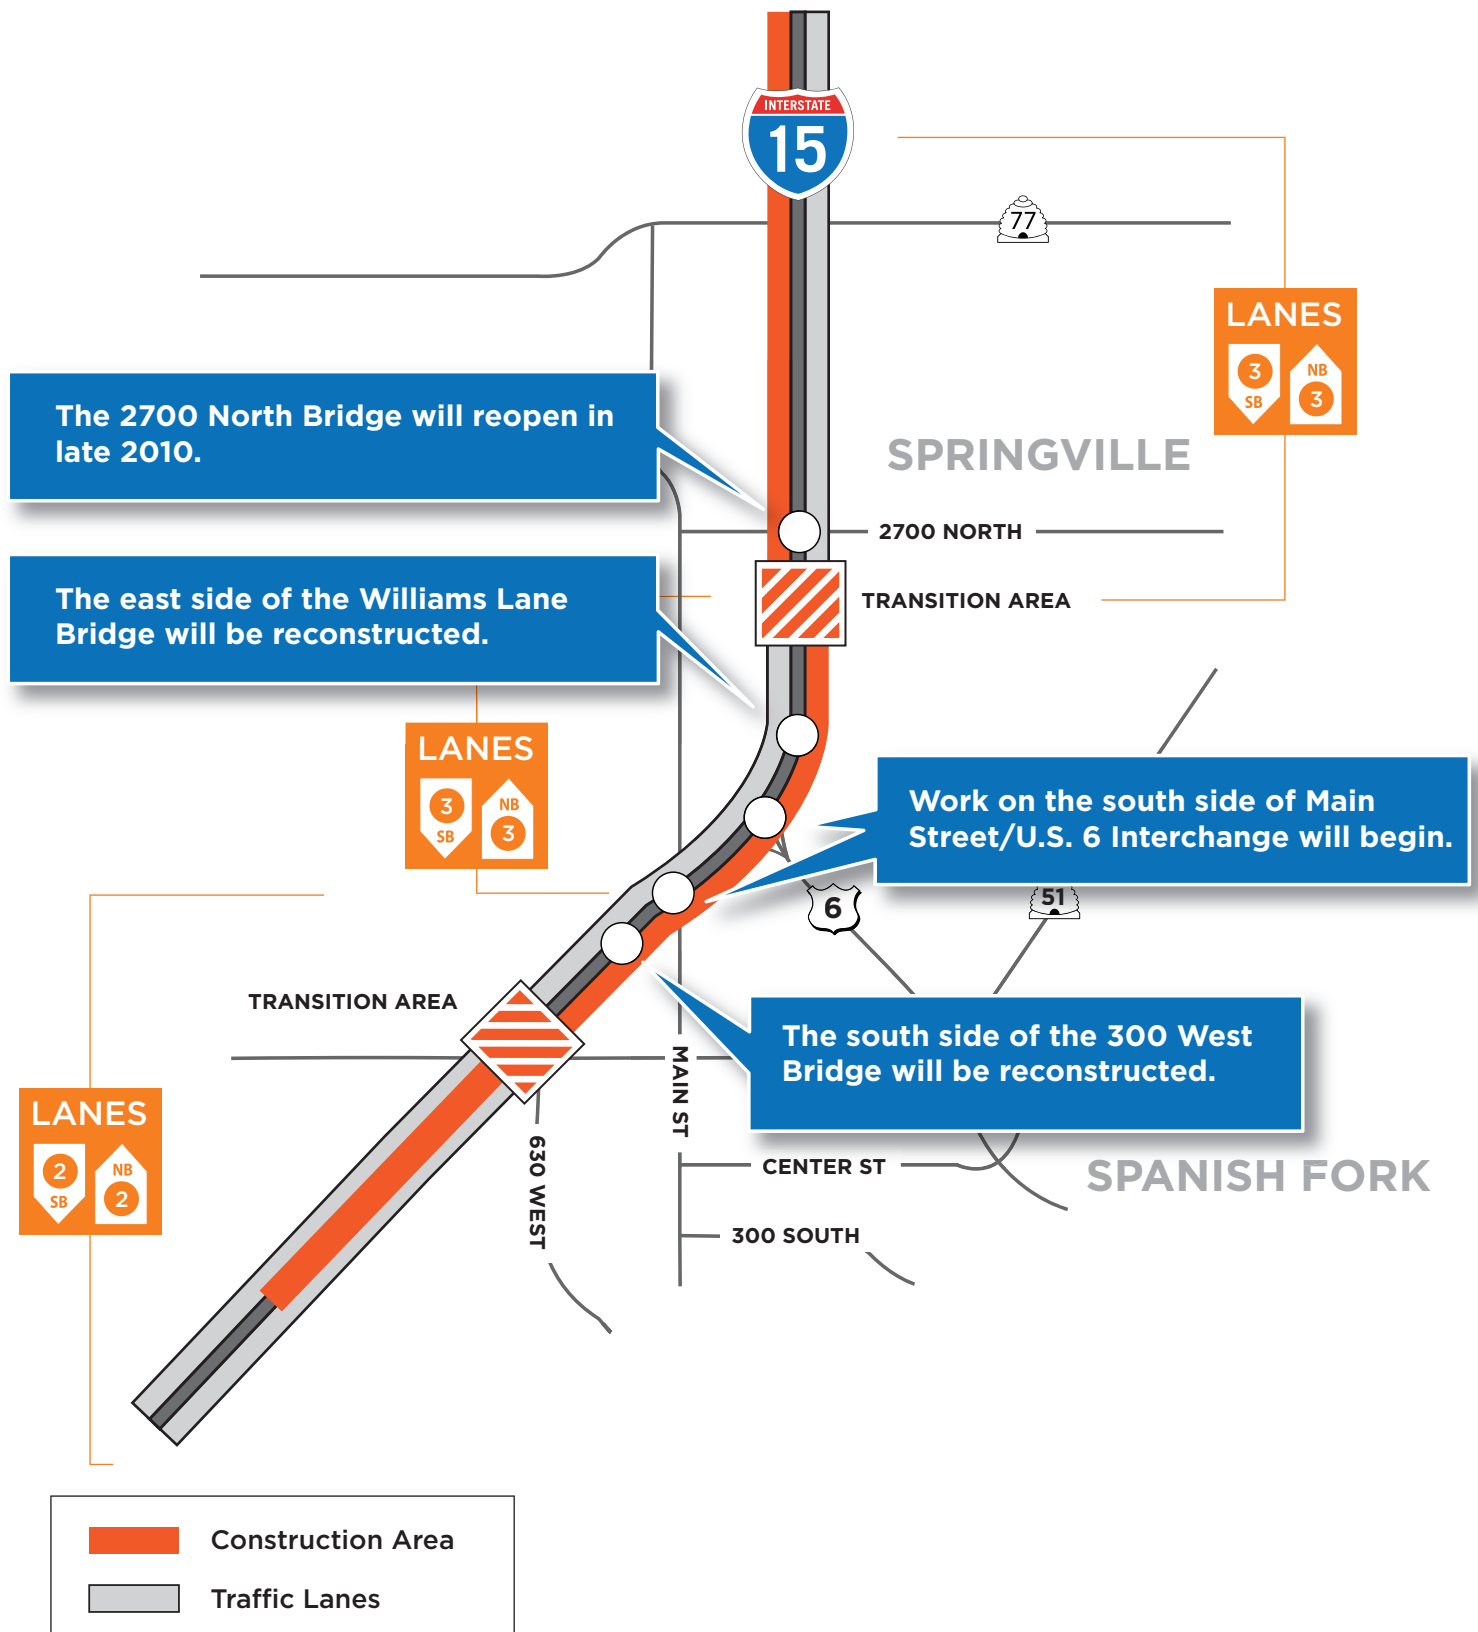 INTERSTATE
15
77
LANES
3
SB
NB
3
The 2700 North Bridge will reopen in
late 2010.
SPRINGVILLE
2700 NORTH
The east side of the Williams Lane
Bridge will be reconstructed.
TRANSITION AREA
LANES
3
SB
NB
3
Work on the south side of Main
Street/U.S. 6 Interchange will begin.
6
51
TRANSITION AREA
The south side of the 300 West
Bridge will be reconstructed.
MAIN ST
LANES
2
SB
NB
2
630 WEST
CENTER ST
SPANISH FORK
300 SOUTH
Construction Area
Traffic Lanes